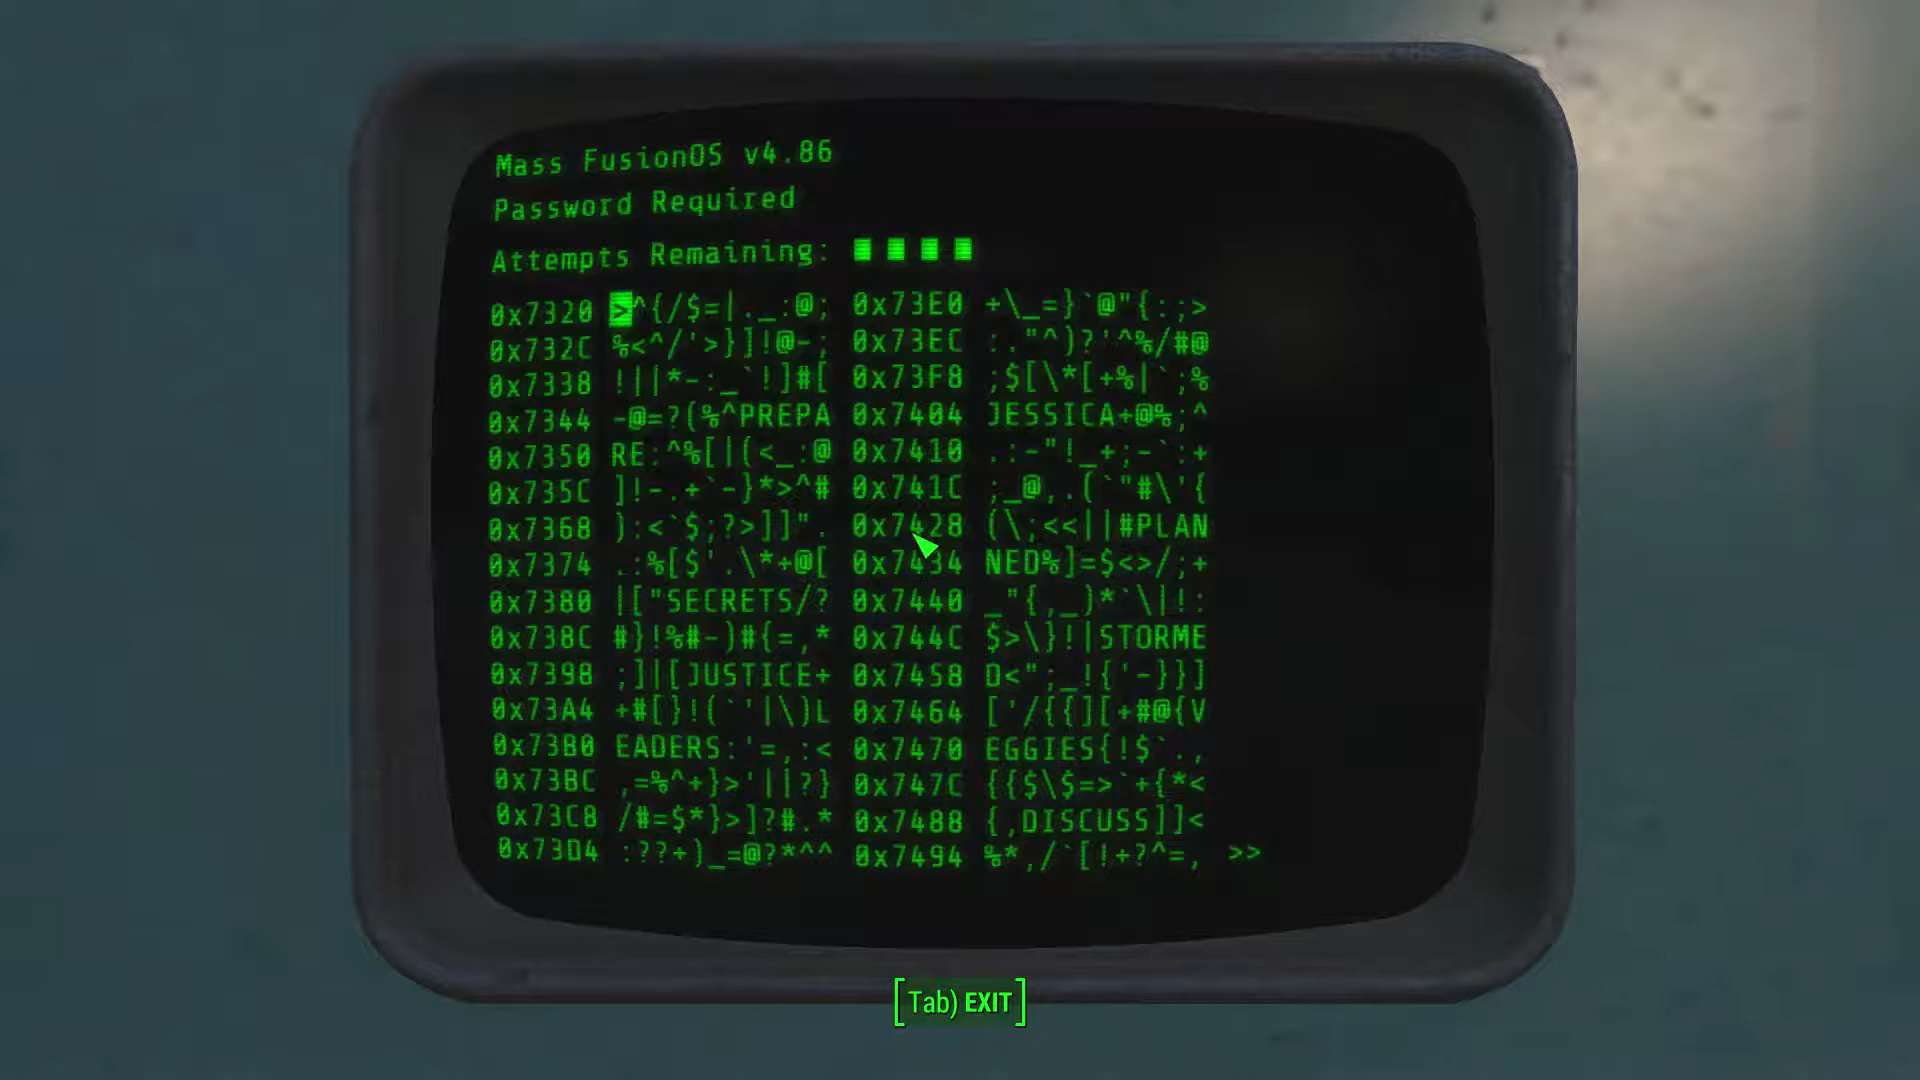 Mass FusionOS v4.86
Password Required
Attempts Remaining: ■ ■ ■ ■
0x7320 >^{/$=|._:@; 0x73E0 +\_=}`@"{:;>
0x732C %<^/'>}]!@-; 0x73EC :."^)?'^%/#@
0x7338 !||*-:_`!]#[ 0x73F8 ;$[\*[+%|`;%
0x7344 -@=?(%^PREPA 0x7404 JESSICA+@%;^
0x7350 RE:^%[|(<_:@ 0x7410 .:-"!_+;-`:+
0x735C ]!-.+`-}*>^# 0x741C ;_@,.(`"#\'{
0x7368 ):<`$;?>]]". 0x7428 (\;<<||#PLAN
0x7374 .:%[$'.\*+@[ 0x7434 NED%]=$<>/;+
0x7380 |["SECRETS/? 0x7440 _"{,_)*`\|!:
0x738C #}!%#-)#{=,* 0x744C $>\}!|STORME
0x7398 ;]|[JUSTICE+ 0x7458 D<";_!{'-}}]
0x73A4 +#[}!(`'|\)L 0x7464 ['/{{][+#@{V
0x73B0 EADERS:'=,:< 0x7470 EGGIES{!$`.,
0x73BC ,=%^+}>'||?} 0x747C {{$\$=>`+{*<
0x73C8 /#=$*}>]?#.* 0x7488 {,DISCUSS]]<
0x73D4 :??+)_=@?*^^ 0x7494 %*,/`[!+?^=, >>
[Tab) EXIT]